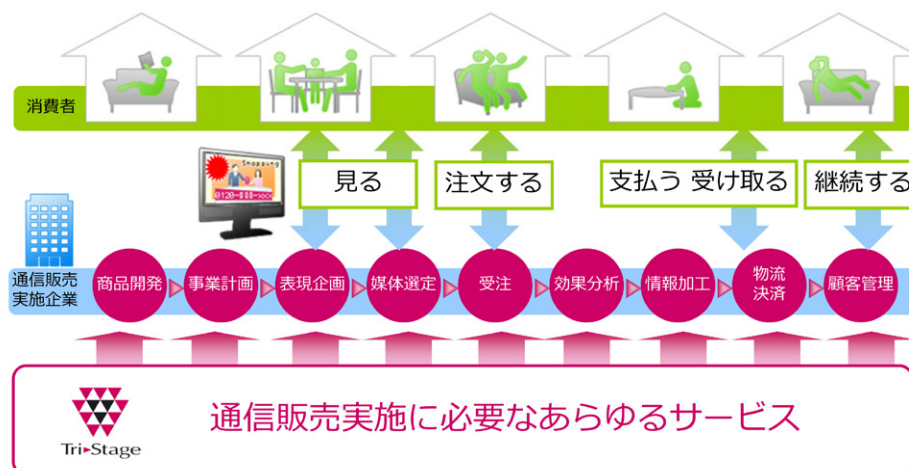 消費者
Shopping
見る
注文する
支払う 受け取る
継続する
通信販売
実施企業
商品開発
事業計画
表現企画
媒体選定
受注
効果分析
情報加工
物流
決済
顧客管理
Tri-Stage
通信販売実施に必要なあらゆるサービス